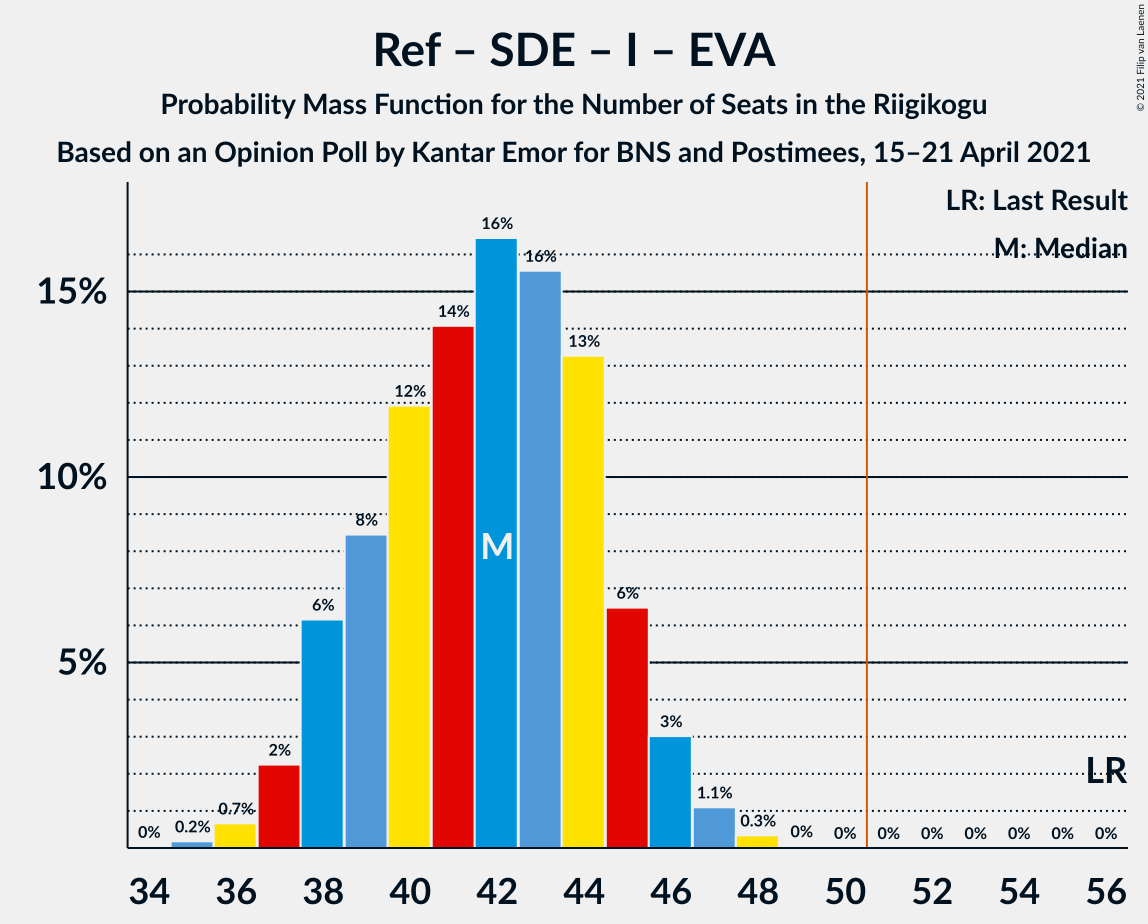 Ref – SDE – I – EVA
Probability Mass Function for the Number of Seats in the Riigikogu
Based on an Opinion Poll by Kantar Emor for BNS and Postimees, 15–21 April 2021
© 2021 Filip van Laenen
LR: Last Result
M: Median
15%
10%
5%
0%
0.2%
0.7%
2%
6%
8%
12%
14%
16%
16%
13%
6%
3%
1.1%
0.3%
0%
0%
0%
0%
0%
0%
0%
0%
M
LR
34 36 38 40 42 44 46 48 50 52 54 56